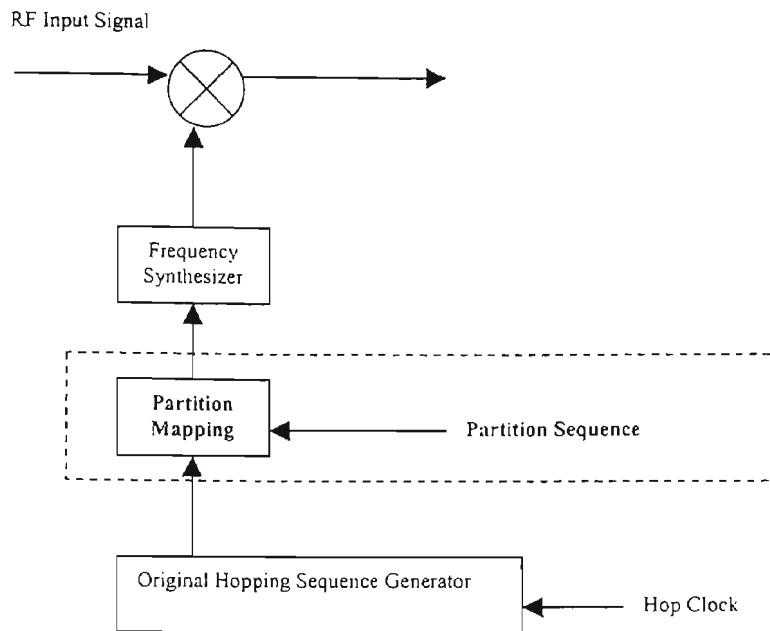 RF Input Signal
Frequency
Synthesizer
Partition
Mapping
Partition Sequence
Original Hopping Sequence Generator
Hop Clock